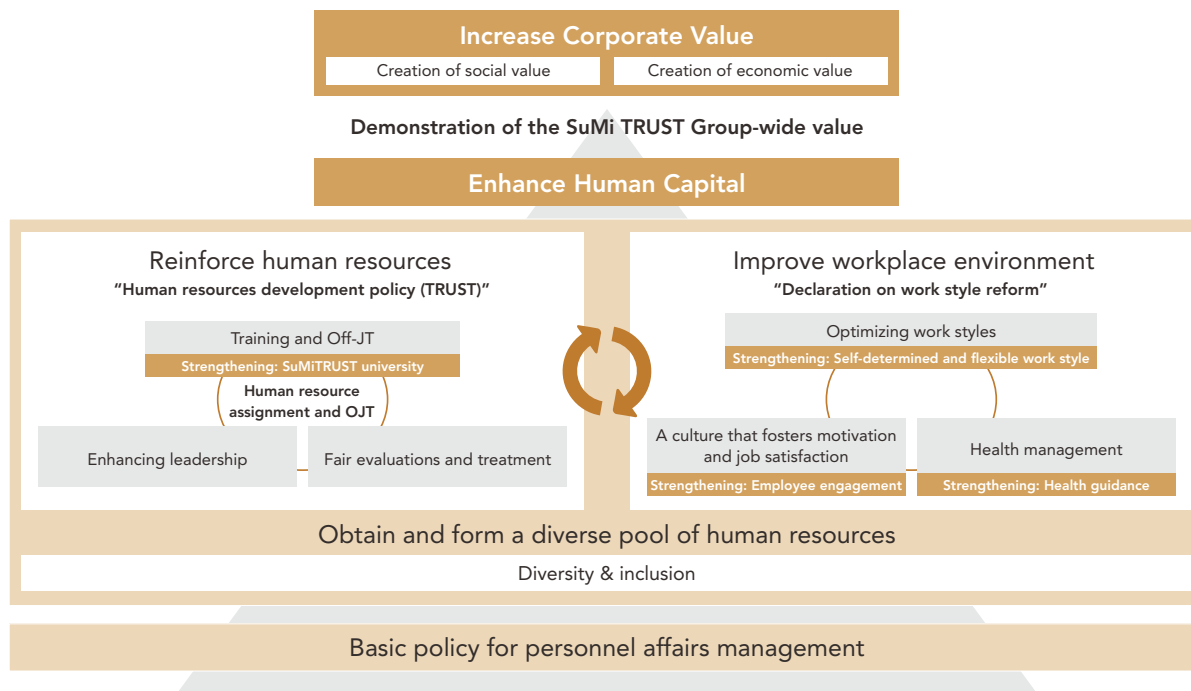 Increase Corporate Value
Creation of social value
Creation of economic value
Demonstration of the SuMi TRUST Group-wide value
Enhance Human Capital
Reinforce human resources
“Human resources development policy (TRUST)”
Training and Off-JT
Strengthening: SuMiTRUST university
Human resource
assignment and OJT
Enhancing leadership
Fair evaluations and treatment
Improve workplace environment
“Declaration on work style reform”
Optimizing work styles
Strengthening: Self-determined and flexible work style
A culture that fosters motivation
and job satisfaction
Strengthening: Employee engagement
Health management
Strengthening: Health guidance
Obtain and form a diverse pool of human resources
Diversity & inclusion
Basic policy for personnel affairs management